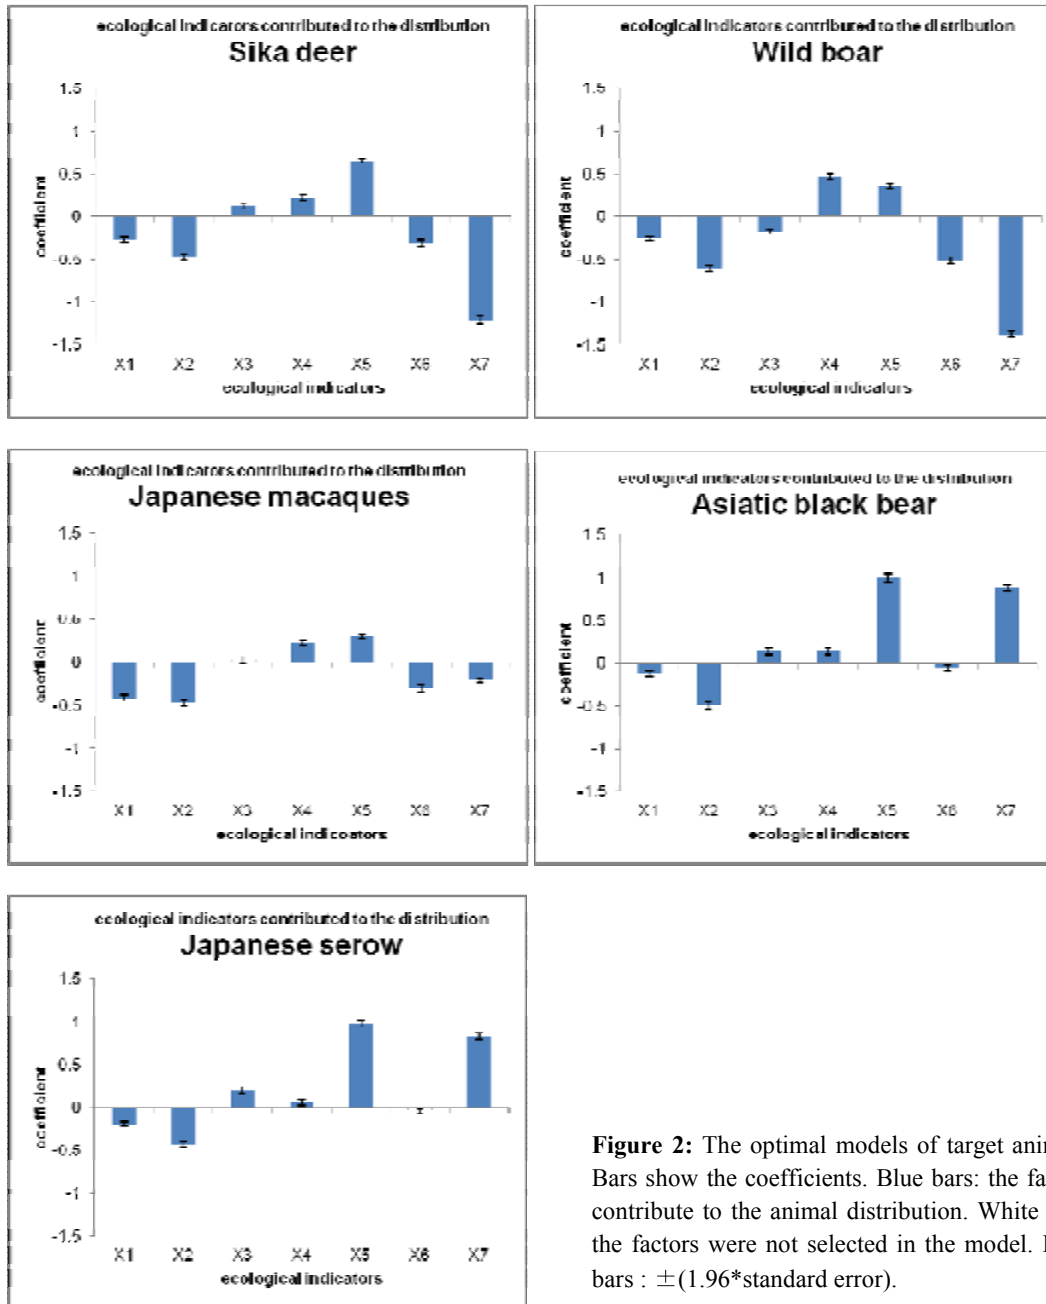 ecological indicators contributed to the distribution
Sika deer
1.5
1
0.5
0
-0.5
-1
-1.5
coefficient
X1 X2 X3 X4 X5 X6 X7
ecological indicators
ecological indicators contributed to the distribution
Wild boar
1.5
1
0.5
0
-0.5
-1
-1.5
coefficient
X1 X2 X3 X4 X5 X6 X7
ecological indicators
ecological indicators contributed to the distribution
Japanese macaques
1.5
1
0.5
0
-0.5
-1
-1.5
coefficient
X1 X2 X3 X4 X5 X6 X7
ecological indicoators
ecological indicators contributed to the distribution
Asiatic black bear
1.5
1
0.5
0
-0.5
-1
-1.5
coefficient
X1 X2 X3 X4 X5 X6 X7
ecological indicators
ecological indicators contributed to the distribution
Japanese serow
1.5
1
0.5
0
-0.5
-1
-1.5
coefficient
X1 X2 X3 X4 X5 X6 X7
ecological indicators
Figure 2: The optimal models of target
Bars show the coefficients. Blue bars: the
contribute to the animal distribution. White
the factors were not selected in the model.
bars : ±(1.96*standard error).